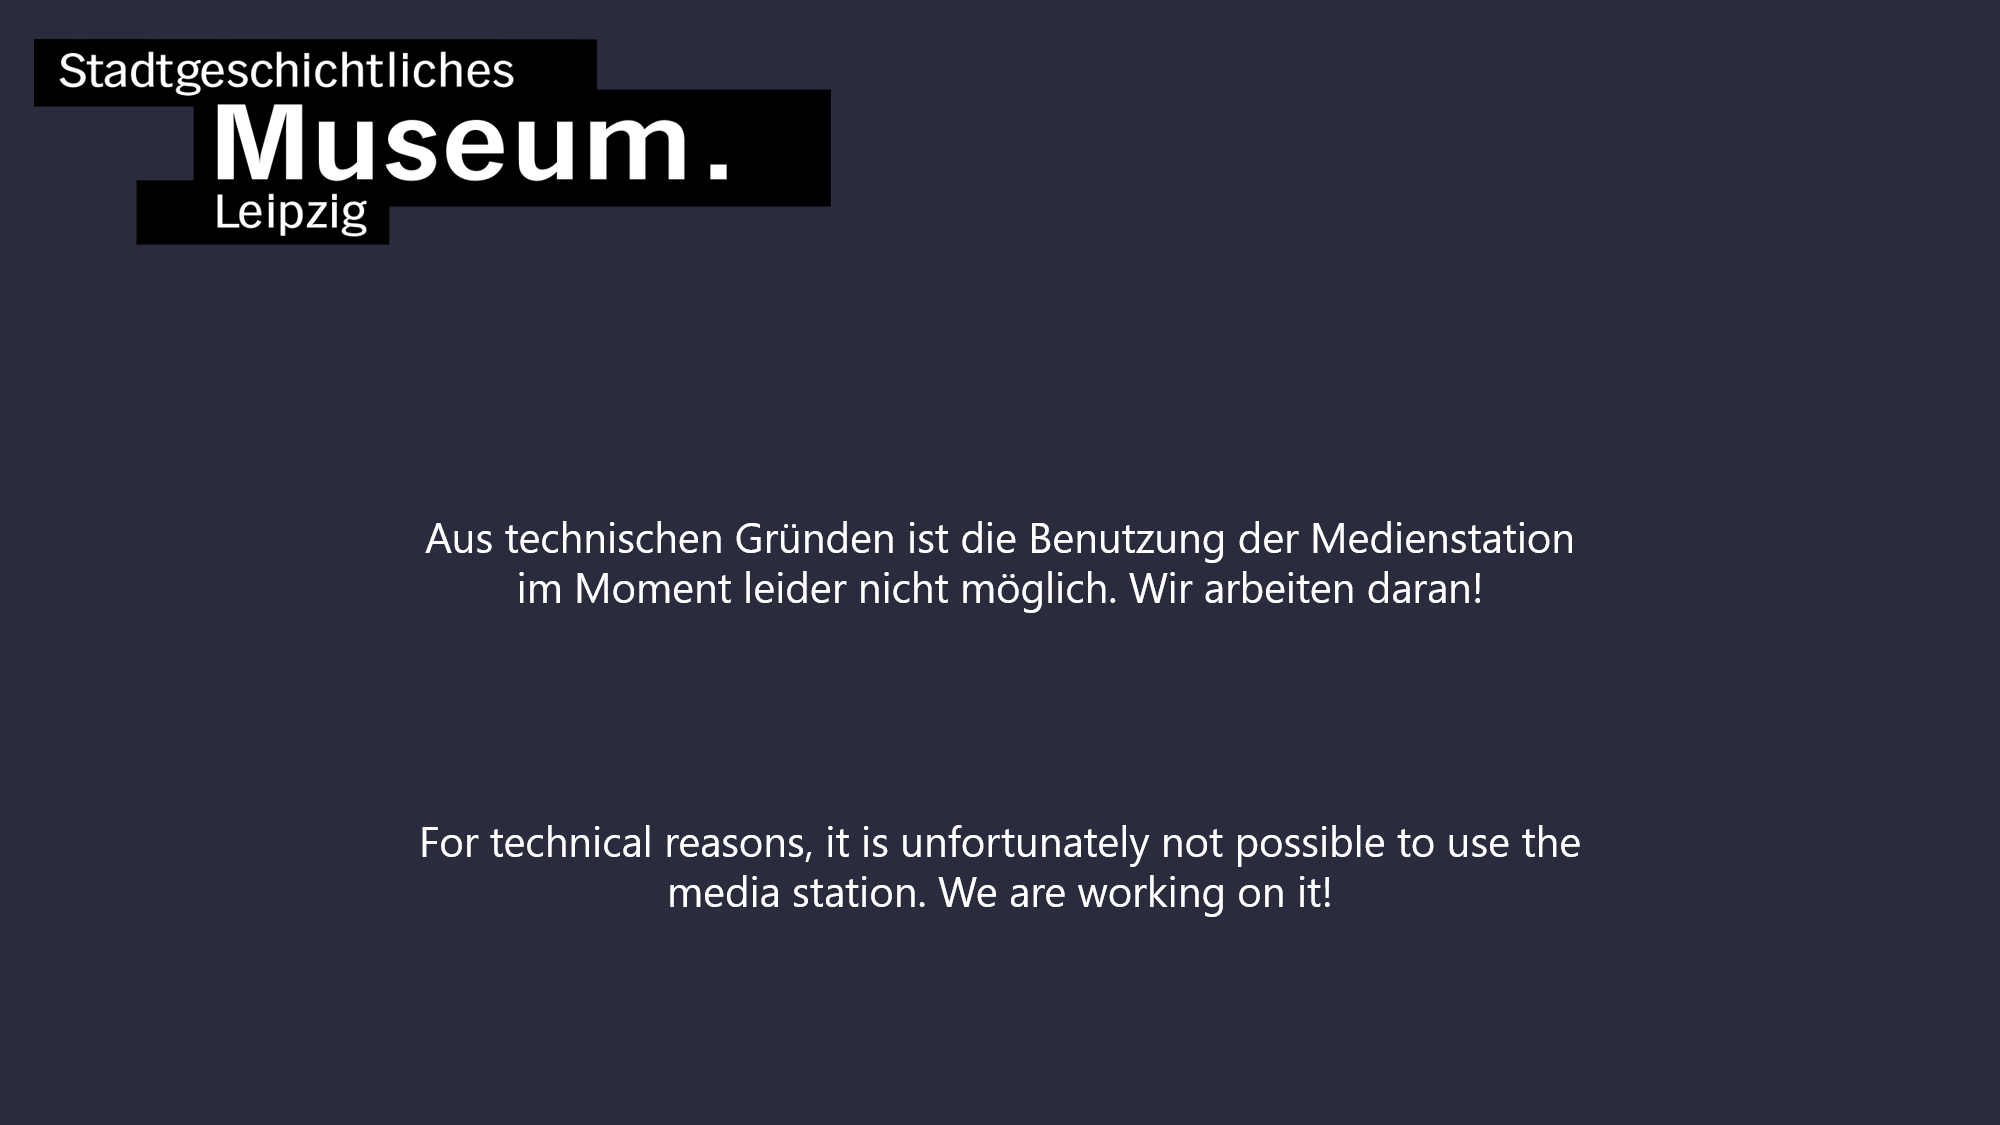 Stadtgeschichtliches
Museum.
Leipzig
Aus technischen Gründen ist die Benutzung der Medienstation
im Moment leider nicht möglich. Wir arbeiten daran!
For technical reasons, it is unfortunately not possible to use the
media station. We are working on it!